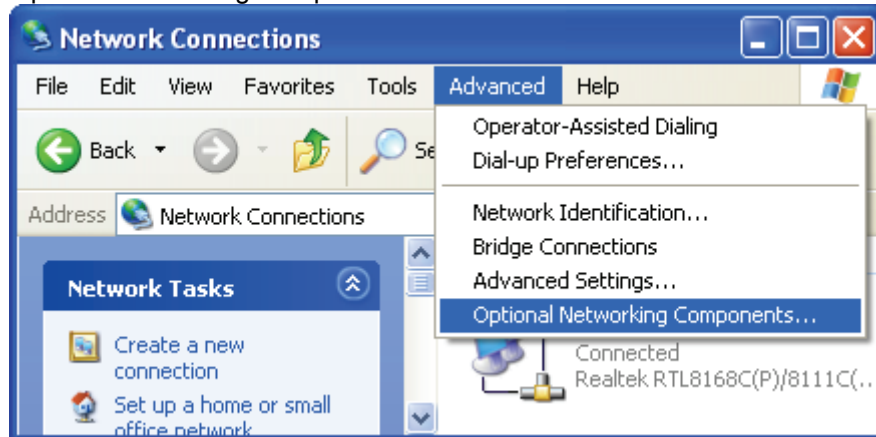 Network Connections
File Edit View Favorites Tools Advanced Help
Operator-Assisted Dialing
Back
Dial-up Preferences...
Address Network Connections
Network Identification...
Bridge Connections
Advanced Settings...
Optional Networking Components...
Network Tasks
Create a new
connection
Set up a home or small
office network
Connected
Realtek RTL8168C(P)/8111C(..